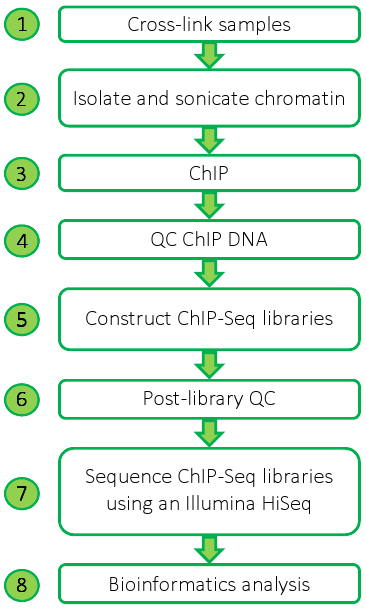 1 Cross-link samples
2 Isolate and sonicate chromatin
3 ChIP
4 QC ChIP DNA
5 Construct ChIP-Seq libraries
6 Post-library QC
7 Sequence ChIP-Seq libraries
using an Illumina HiSeq
8 Bioinformatics analysis